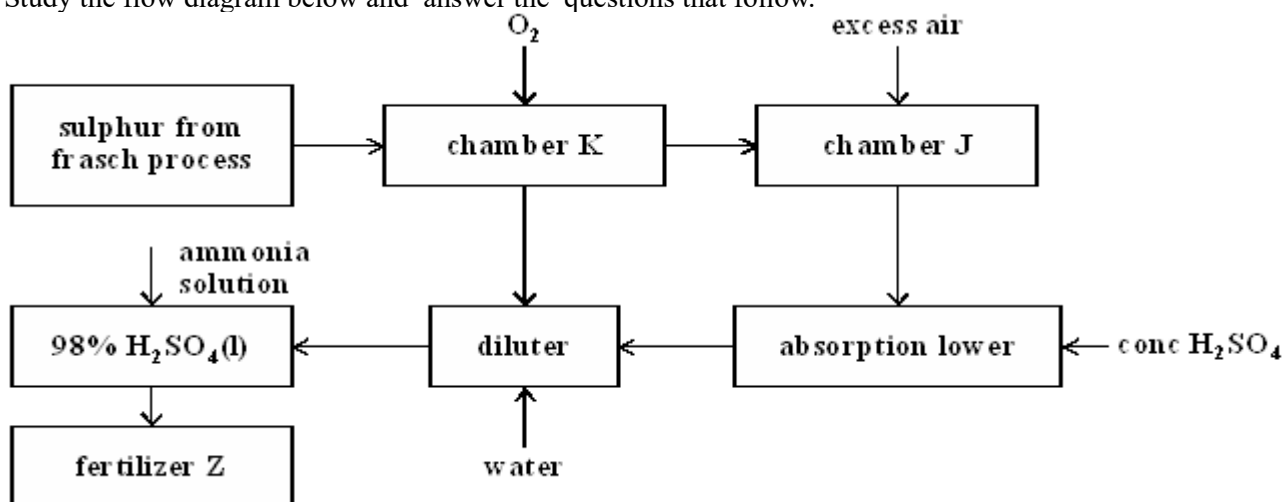 Study the flow diagram below and answer the questions that follow.
O₂
excess air
sulphur from
frasch process
chamber K
chamber J
ammonia
solution
98% H₂SO₄(l)
diluter
absorption lower
conc H₂SO₄
fertilizer Z
water